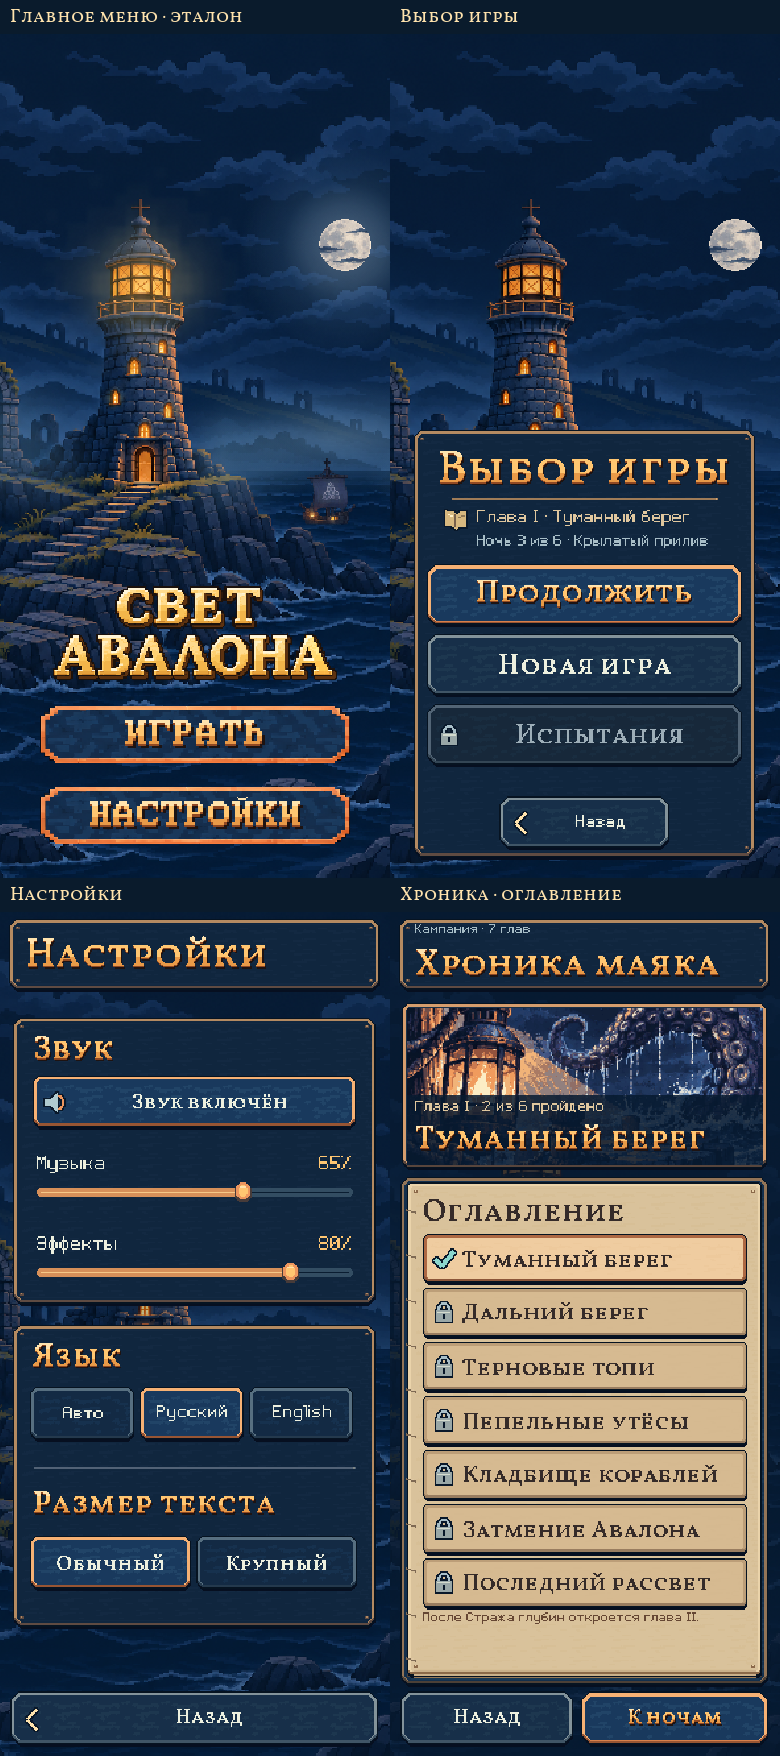 Главное меню · эталон
СВЕТ
АВАЛОНА
ИГРАТЬ
НАСТРОЙКИ
Выбор игры
Выбор игры
Глава I · Туманный берег
Ночь 3 из 6 · Крылатый прилив
Продолжить
Новая игра
Испытания
Назад
Настройки
Настройки
Звук
Звук включён
Музыка 65%
Эффекты 80%
Язык
Авто Русский English
Размер текста
Обычный Крупный
Назад
Хроника · оглавление
Кампания · 7 глав
Хроника маяка
Глава I · 2 из 6 пройдено
Туманный берег
Оглавление
Туманный берег
Дальний берег
Терновые топи
Пепельные утёсы
Кладбище кораблей
Затмение Авалона
Последний рассвет
После Стража глубин откроется глава II.
Назад К ночам